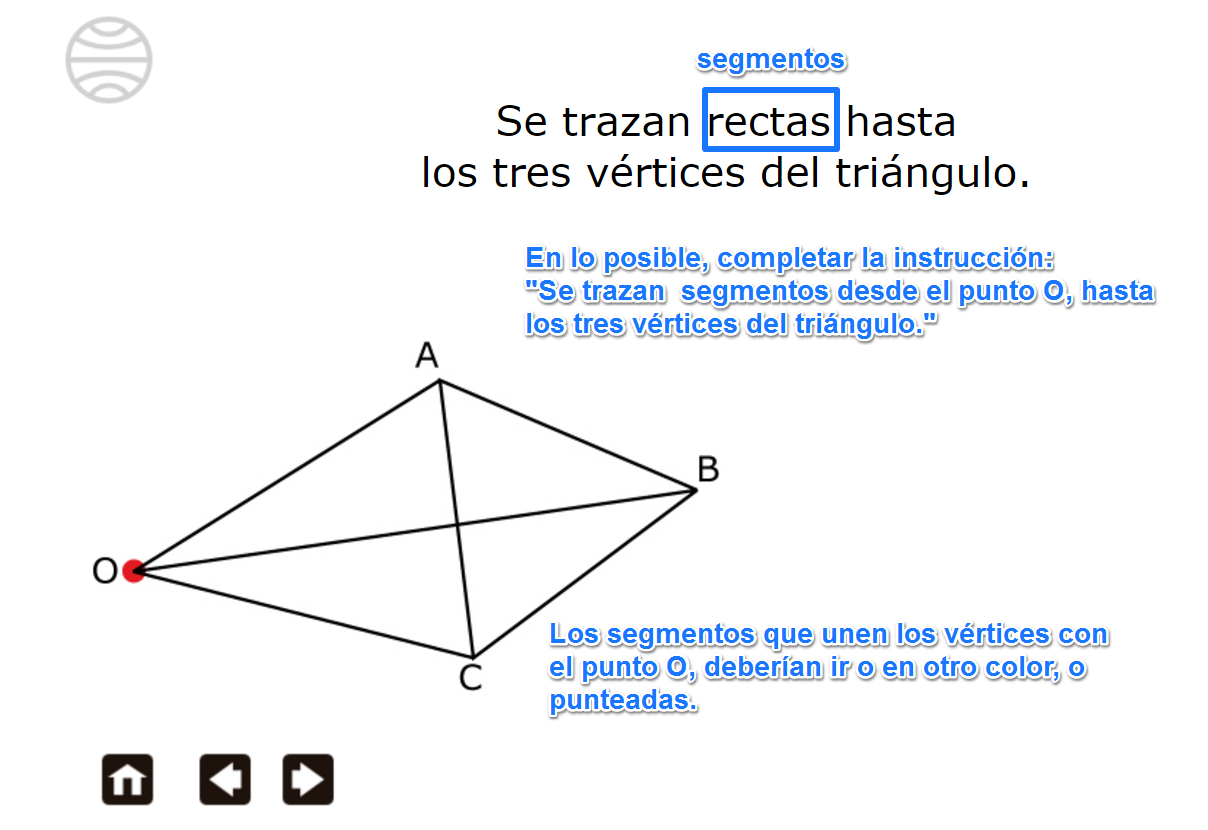 segmentos
Se trazan rectas hasta
los tres vértices del triángulo.
En lo posible, completar la instrucción:
"Se trazan  segmentos desde el punto O, hasta
los tres vértices del triángulo."
A
B
O
C
Los segmentos que unen los vértices con
el punto O, deberían ir o en otro color, o
punteadas.